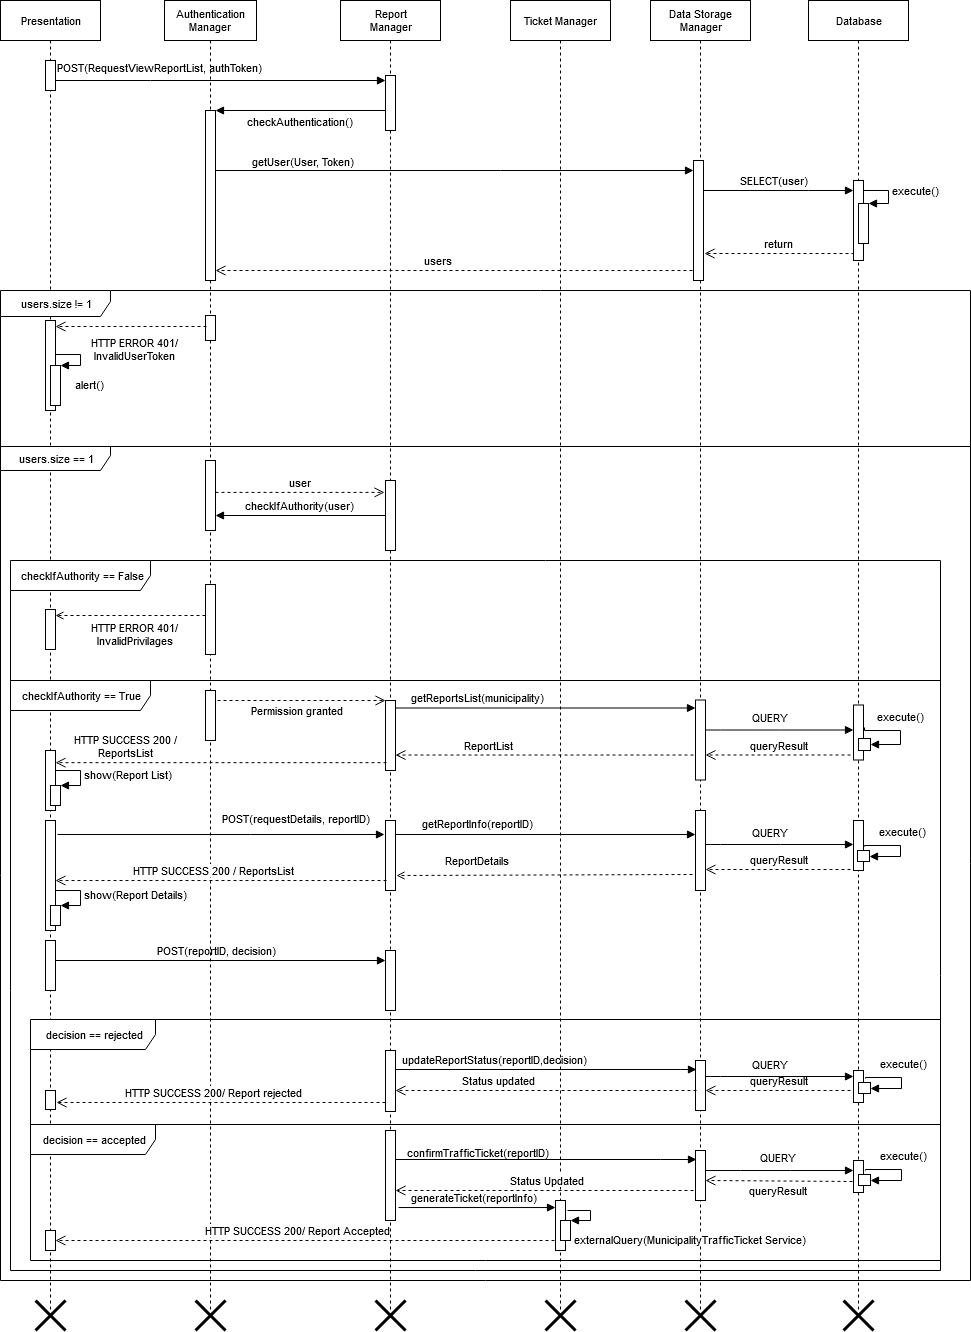 Presentation
Authentication
Manager
Report
Manager
Ticket Manager
Data Storage
Manager
Database
POST(RequestViewReportList, authToken)
checkAuthentication()
getUser(User, Token)
SELECT(user)
execute()
return
users
users.size != 1
HTTP ERROR 401/
InvalidUserToken
alert()
users.size == 1
user
checkIfAuthority(user)
checkIfAuthority == False
HTTP ERROR 401/
InvalidPrivilages
checkIfAuthority == True
Permission granted
getReportsList(municipality)
QUERY
execute()
HTTP SUCCESS 200 /
ReportsList
ReportList
queryResult
show(Report List)
POST(requestDetails, reportID)
getReportInfo(reportID)
QUERY
execute()
HTTP SUCCESS 200 / ReportsList
ReportDetails
queryResult
show(Report Details)
POST(reportID, decision)
decision == rejected
updateReportStatus(reportID,decision)
QUERY
execute()
HTTP SUCCESS 200/ Report rejected
Status updated
queryResult
decision == accepted
confirmTrafficTicket(reportID)
QUERY
execute()
Status Updated
queryResult
generateTicket(reportInfo)
HTTP SUCCESS 200/ Report Accepted
externalQuery(MunicipalityTrafficTicket Service)